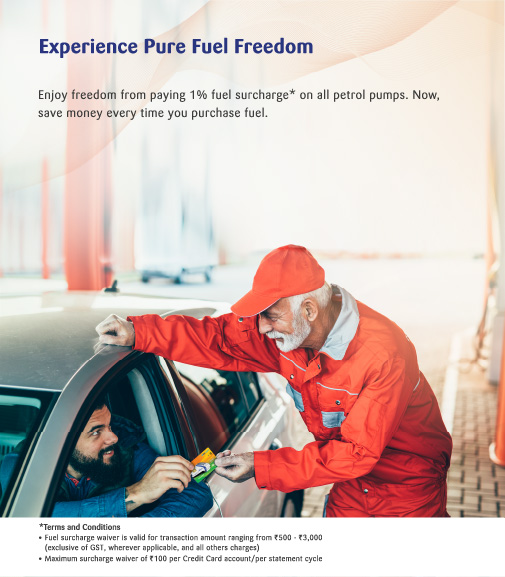 Experience Pure Fuel Freedom
Enjoy freedom from paying 1% fuel surcharge* on all petrol pumps. Now,
save money every time you purchase fuel.
*Terms and Conditions
• Fuel surcharge waiver is valid for transaction amount ranging from ₹500 - ₹3,000
(exclusive of GST, wherever applicable, and all others charges)
• Maximum surcharge waiver of ₹100 per Credit Card account/per statement cycle